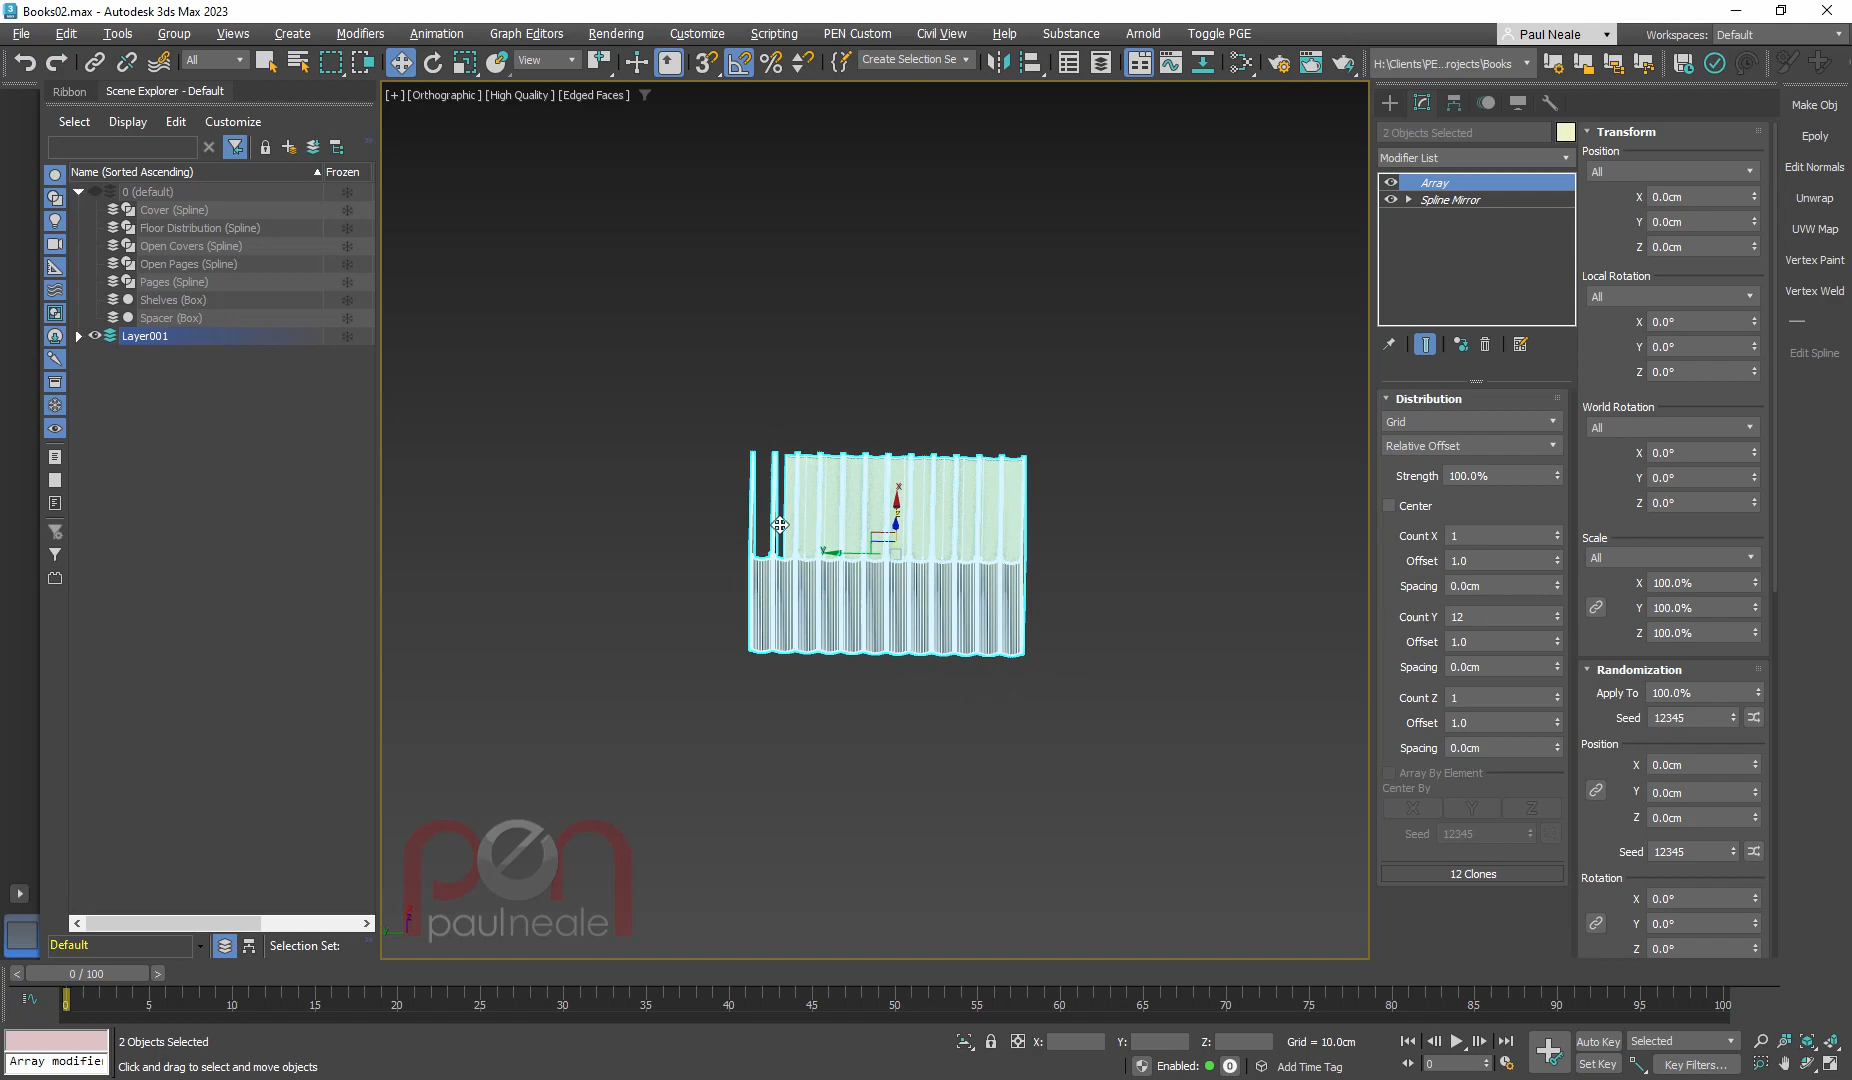 Books02.max - Autodesk 3ds Max 2023
File Edit Tools Group Views Create Modifiers Animation Graph Editors Rendering Customize Scripting PEN Custom Civil View Help Substance Arnold Toggle PGE
Paul Neale
Workspaces: Default
All
View
Create Selection Se
H:\Clients\PE...rojects\Books
Ribbon
Scene Explorer - Default
[+] [Orthographic] [High Quality] [Edged Faces]
Select Display Edit Customize
Name (Sorted Ascending)
Frozen
0 (default)
Cover (Spline)
Floor Distribution (Spline)
Open Covers (Spline)
Open Pages (Spline)
Pages (Spline)
Shelves (Box)
Spacer (Box)
Layer001
Default
Selection Set:
pen
paulneale
2 Objects Selected
Modifier List
Array
Spline Mirror
Distribution
Grid
Relative Offset
Strength 100.0%
Center
Count X 1
Offset 1.0
Spacing 0.0cm
Count Y 12
Offset 1.0
Spacing 0.0cm
Count Z 1
Offset 1.0
Spacing 0.0cm
Array By Element
Center By
X Y Z
Seed 12345
12 Clones
Transform
Position
All
X 0.0cm
Y 0.0cm
Z 0.0cm
Local Rotation
All
X 0.0°
Y 0.0°
Z 0.0°
World Rotation
All
X 0.0°
Y 0.0°
Z 0.0°
Scale
All
X 100.0%
Y 100.0%
Z 100.0%
Randomization
Apply To 100.0%
Seed 12345
Position
X 0.0cm
Y 0.0cm
Z 0.0cm
Seed 12345
Rotation
X 0.0°
Y 0.0°
Z 0.0°
Make Obj
Epoly
Edit Normals
Unwrap
UVW Map
Vertex Paint
Vertex Weld
Edit Spline
0 / 100
0 5 10 15 20 25 30 35 40 45 50 55 60 65 70 75 80 85 90 95 100
Array modifier
2 Objects Selected
Click and drag to select and move objects
X: Y: Z: Grid = 10.0cm
Enabled: 0 Add Time Tag
0
Auto Key Selected
Set Key Key Filters...